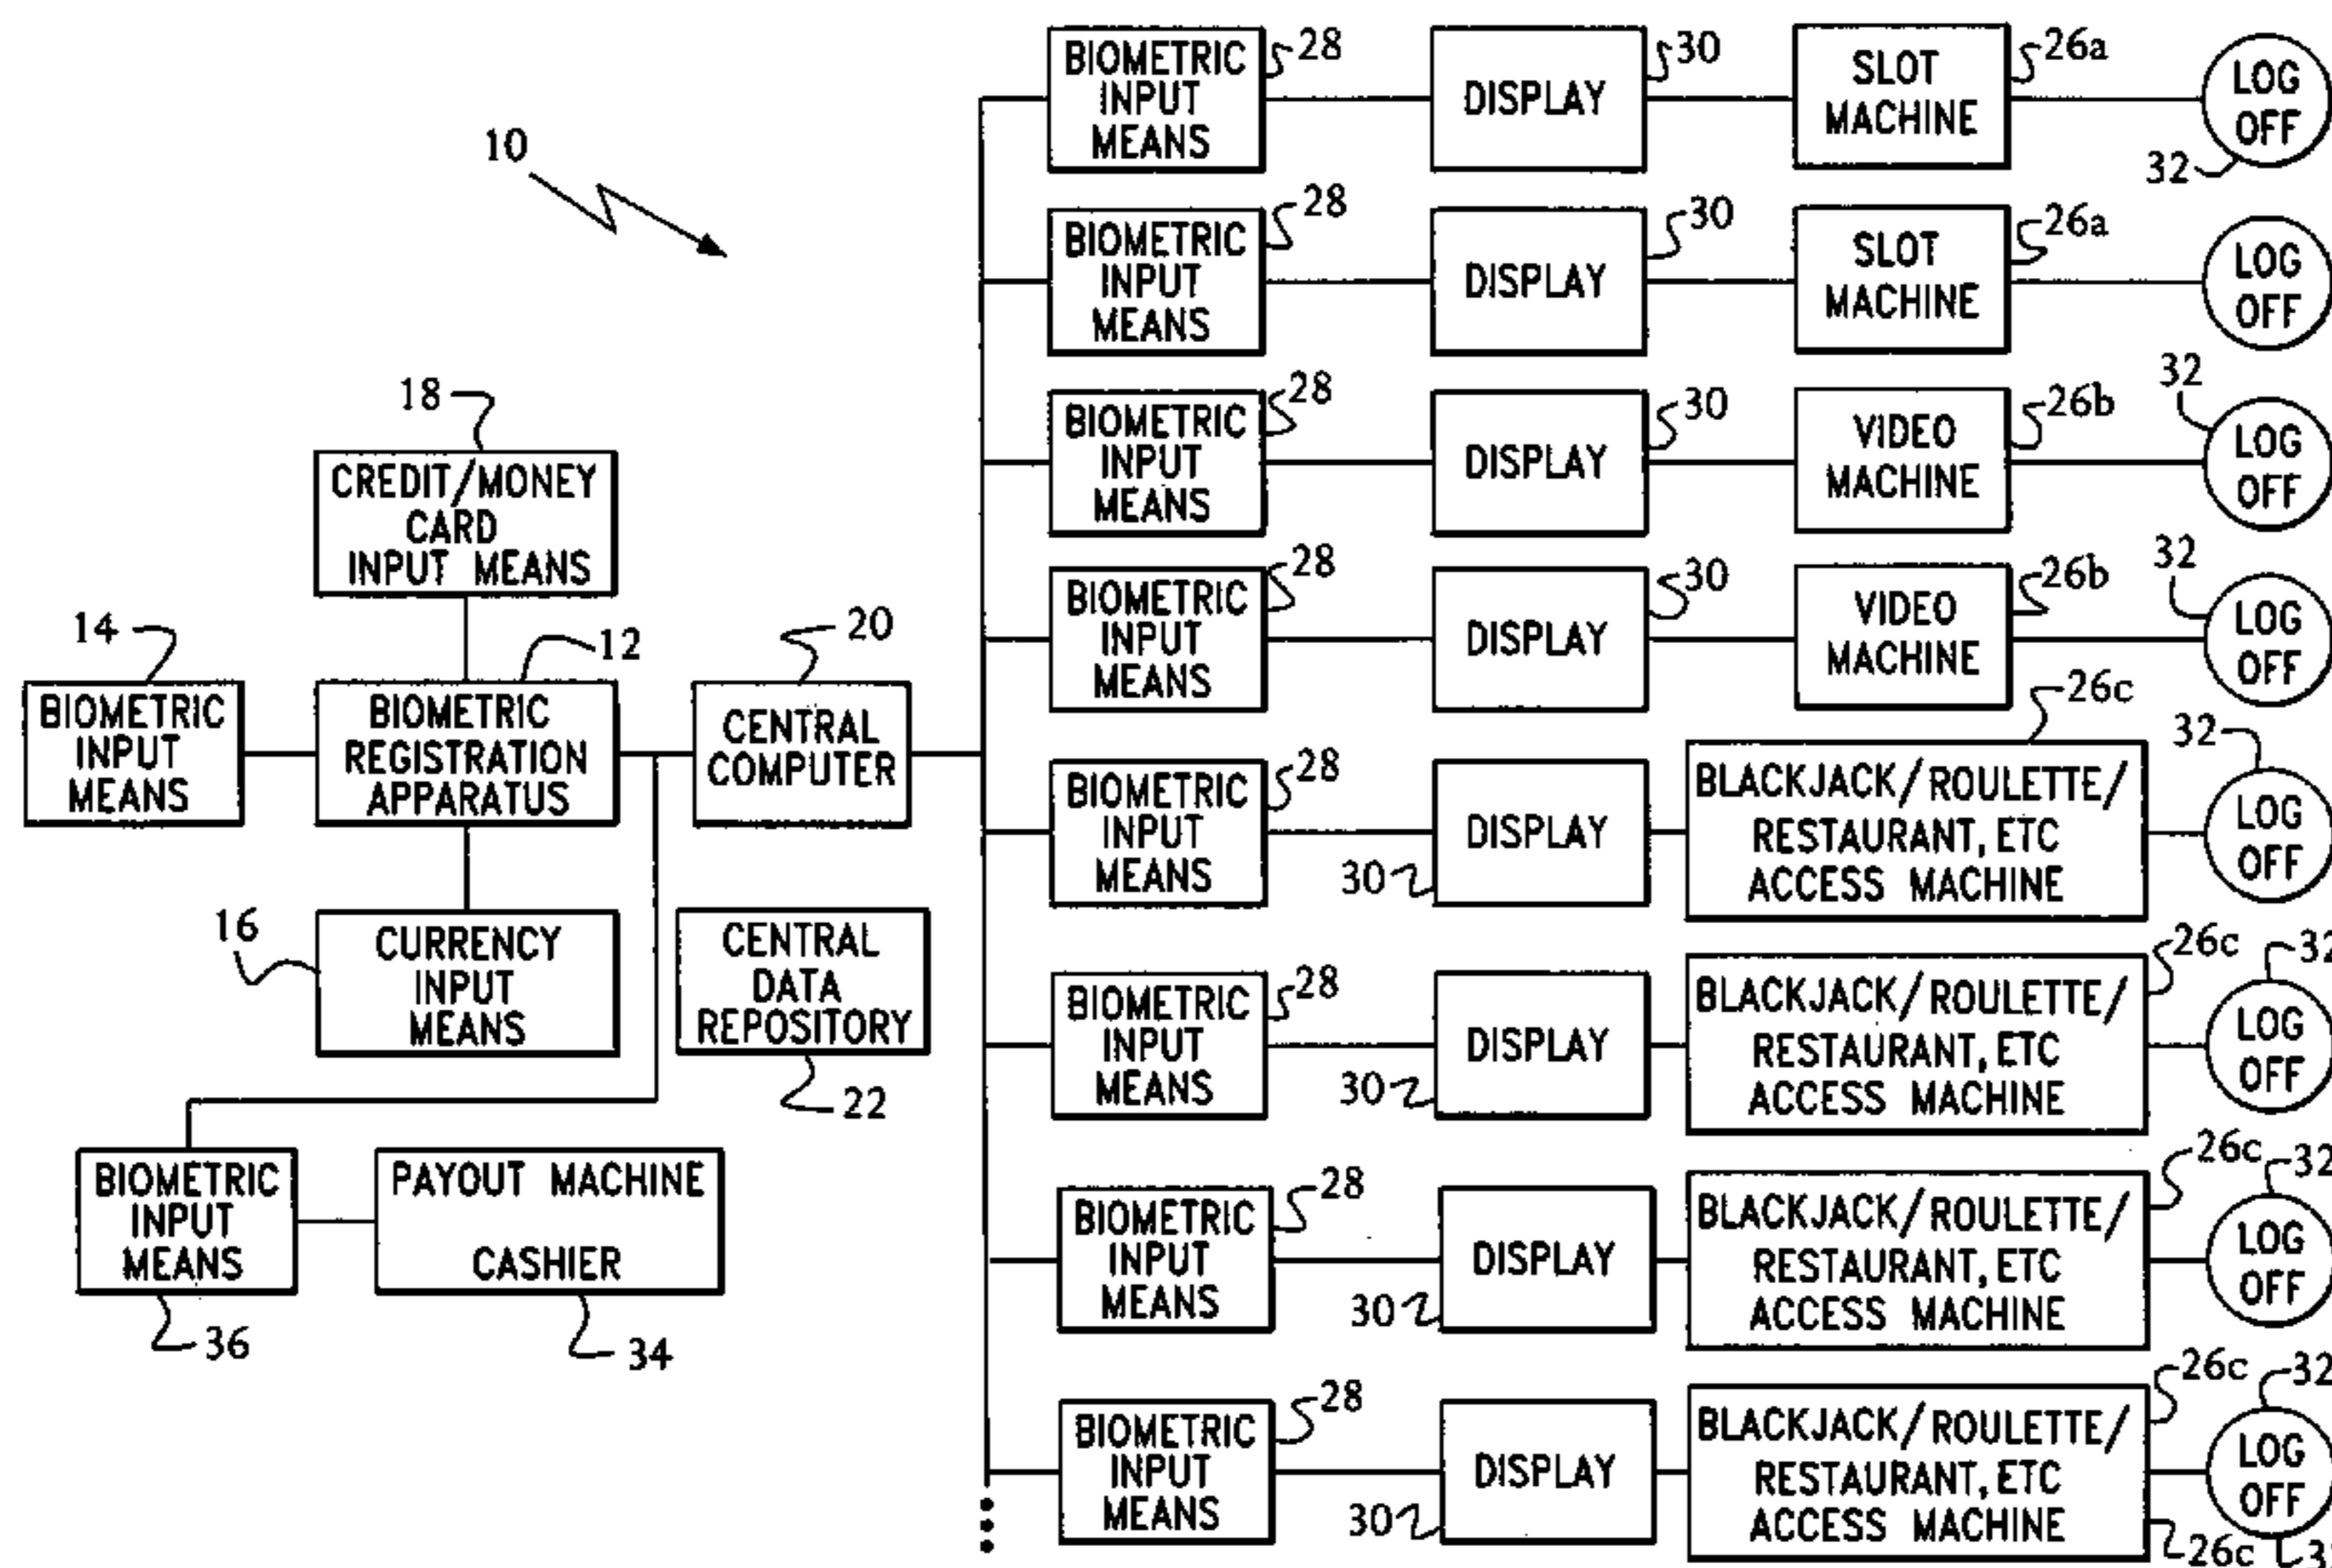 10
18
CREDIT/MONEY
CARD
INPUT MEANS
14
BIOMETRIC
INPUT
MEANS
12
BIOMETRIC
REGISTRATION
APPARATUS
20
CENTRAL
COMPUTER
16
CURRENCY
INPUT
MEANS
CENTRAL
DATA
REPOSITORY
22
BIOMETRIC
INPUT
MEANS
36
PAYOUT MACHINE
CASHIER
34
BIOMETRIC
INPUT
MEANS
28
DISPLAY
30
SLOT
MACHINE
26a
LOG
OFF
32
BIOMETRIC
INPUT
MEANS
28
DISPLAY
30
SLOT
MACHINE
26a
LOG
OFF
BIOMETRIC
INPUT
MEANS
28
DISPLAY
30
VIDEO
MACHINE
26b
32
LOG
OFF
BIOMETRIC
INPUT
MEANS
28
DISPLAY
30
VIDEO
MACHINE
26b
32
LOG
OFF
BIOMETRIC
INPUT
MEANS
28
DISPLAY
30
BLACKJACK/ROULETTE/
RESTAURANT, ETC
ACCESS MACHINE
26c
32
LOG
OFF
BIOMETRIC
INPUT
MEANS
28
DISPLAY
30
BLACKJACK/ROULETTE/
RESTAURANT, ETC
ACCESS MACHINE
26c
32
LOG
OFF
BIOMETRIC
INPUT
MEANS
28
DISPLAY
30
BLACKJACK/ROULETTE/
RESTAURANT, ETC
ACCESS MACHINE
26c
32
LOG
OFF
BIOMETRIC
INPUT
MEANS
28
DISPLAY
30
BLACKJACK/ROULETTE/
RESTAURANT, ETC
ACCESS MACHINE
26c
32
LOG
OFF
26c